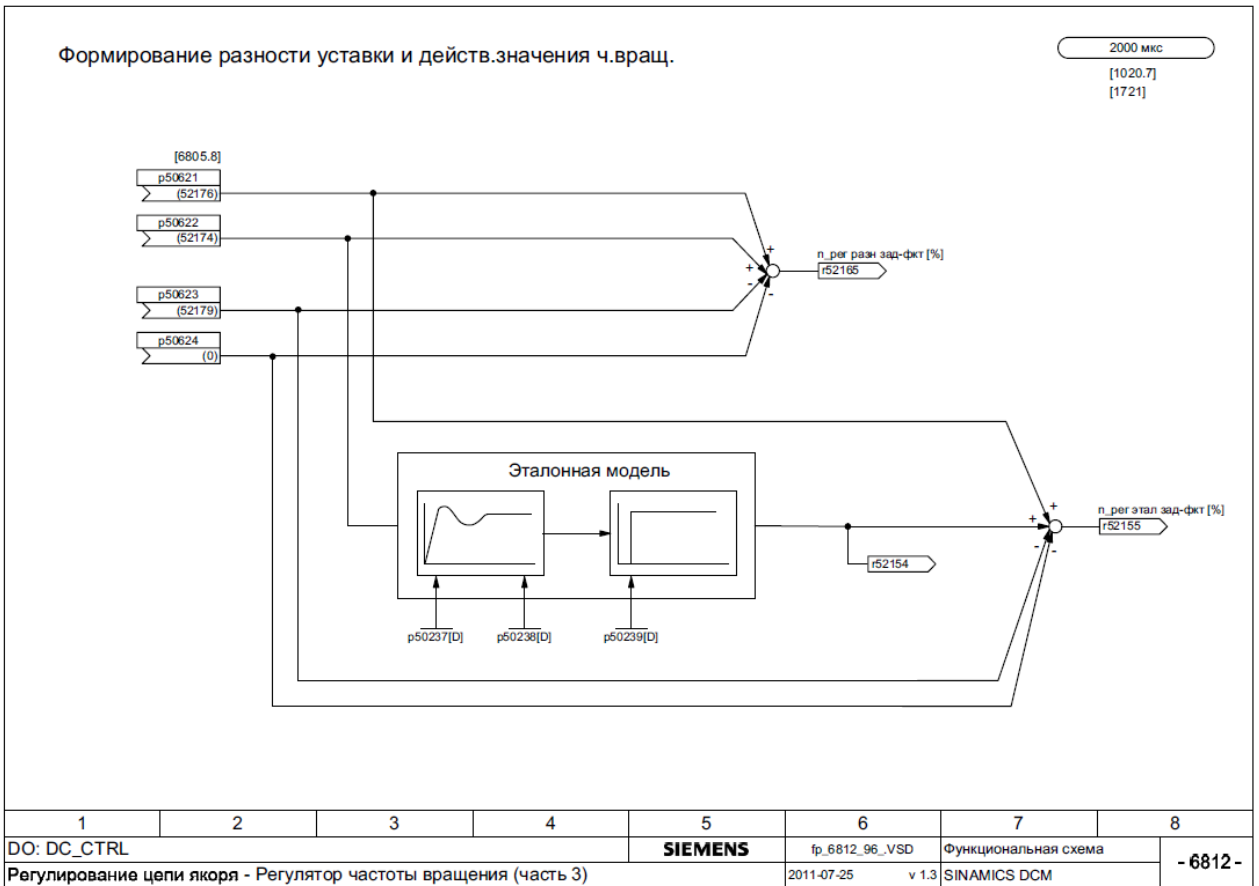 Формирование разности уставки и действ.значения ч.вращ.
2000 мкс
[1020.7]
[1721]
[6805.8]
p50621
(52176)
p50622
(52174)
p50623
(52179)
p50624
(0)
+
+
-
-
п_рег разн зад-фкт [%]
r52165
Эталонная модель
p50237[D]
p50238[D]
p50239[D]
r52154
+
+
-
-
п_рег этал зад-фкт [%]
r52155
1 2 3 4 5 6 7 8
DO: DC_CTRL SIEMENS fp_6812_96_.VSD Функциональная схема - 6812 -
Регулирование цепи якоря - Регулятор частоты вращения (часть 3) 2011-07-25 v 1.3 SINAMICS DCM